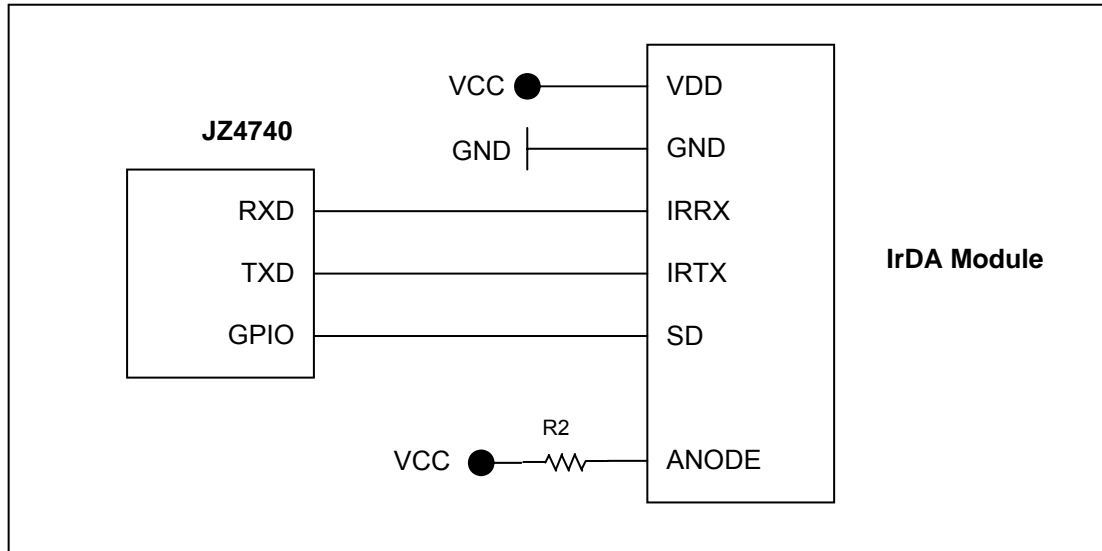 JZ4740
RXD
TXD
GPIO
VCC
GND
VDD
GND
IRRX
IRTX
SD
ANODE
VCC
R2
IrDA Module